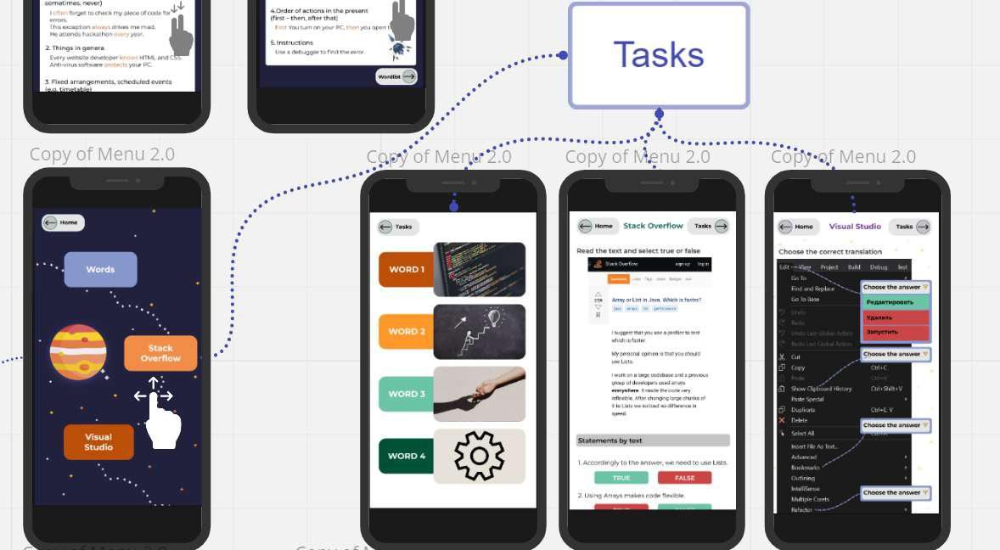 sometimes, never)
I often forget to check my piece of code for
errors.
This exception always drives me mad.
He attends hackathon every year.
2. Things in genera
Every website developer knows HTML and CSS.
Anti-virus software protects your PC.
3. Fixed arrangements, scheduled events
(e.g. timetable)
4.Order of actions in the present
(first – then, after that)
First You turn on your PC, then you open t
5. Instructions
Use a debugger to find the error.
Wordlist
Tasks
Copy of Menu 2.0
Home
Words
Stack
Overflow
Visual
Studio
Copy of Menu 2.0
Tasks
WORD 1
WORD 2
WORD 3
WORD 4
Copy of Menu 2.0
Home
Stack Overflow
Tasks
Read the text and select true or false
Stack Overflow
sign up
log in
Array or List in Java. Which is faster?
java
arrays
list
performance
I suggest that you use a profiler to test
which is faster.
My personal opinion is that you should
use Lists.
I work on a large codebase and a previous
group of developers used arrays
everywhere. It made the code very
inflexible. After changing large chunks of
it to Lists we noticed no difference in
speed.
Statements by text
1. Accordingly to the answer, we need to use Lists.
TRUE
FALSE
2. Using Arrays makes code flexible.
Copy of Menu 2.0
Home
Visual Studio
Tasks
Choose the correct translation
Edit
View
Project
Build
Debug
Test
Go To
Find and Replace
Go To Base
Undo
Redo
Undo Last Global Action
Redo Last Global Action
Cut
Copy
Ctrl+C
Paste
Ctrl+V
Show Clipboard History
Ctrl+Shift+V
Paste Special
Duplicate
Ctrl+E, V
Delete
Select All
Ctrl+A
Insert File As Text...
Advanced
Bookmarks
Outlining
IntelliSense
Multiple Carets
Refactor
Choose the answer
Редактировать
Удалить
Запустить
Choose the answer
Choose the answer
Choose the answer
Copy of Menu 2.0